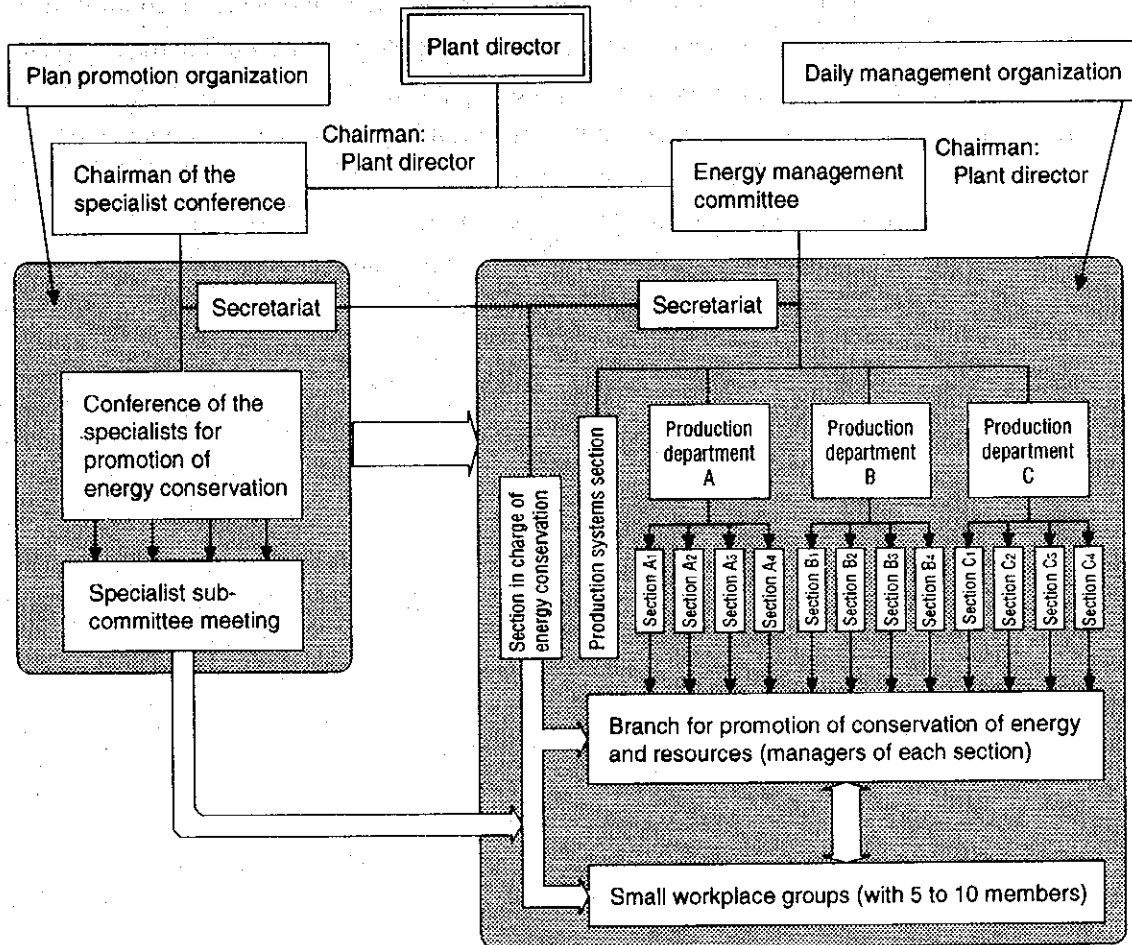 Plant director
Plan promotion organization
Daily management organization
Chairman:
Plant director
Chairman of the
specialist conference
Energy management
committee
Chairman:
Plant director
Secretariat
Secretariat
Conference of the
specialists for
promotion of
energy conservation
Specialist sub-
committee meeting
Section in charge of
energy conservation
Production systems section
Production
department
A
Production
department
B
Production
department
C
Section A1
Section A2
Section A3
Section A4
Section B1
Section B2
Section B3
Section B4
Section C1
Section C2
Section C3
Section C4
Branch for promotion of conservation of energy
and resources (managers of each section)
Small workplace groups (with 5 to 10 members)